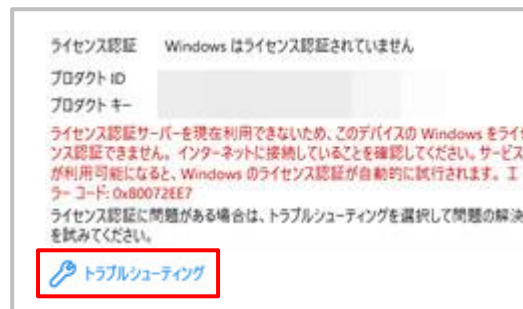 ライセンス認証 Windows はライセンス認証されていません
プロダクト ID
プロダクト キー
ライセンス認証サーバーを現在利用できないため、このデバイスの Windows をライセ
ンス認証できません。インターネットに接続していることを確認してください。サービス
が利用可能になると、Windows のライセンス認証が自動的に試行されます。エ
ラー コード: 0x80072EE7
ライセンス認証に問題がある場合は、トラブルシューティングを選択して問題の解決
を試みてください。
トラブルシューティング